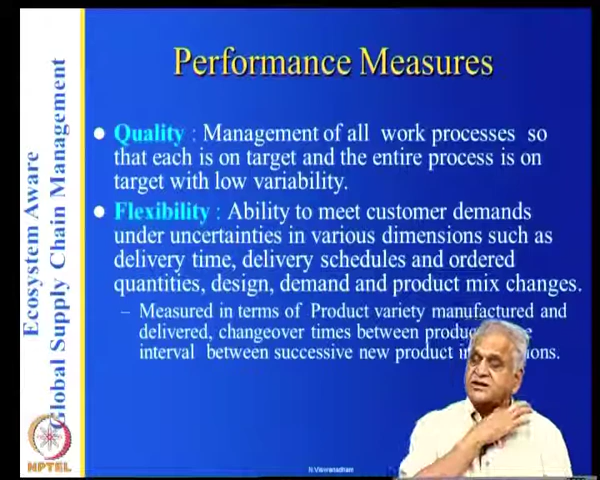 Performance Measures
Quality : Management of all work processes so
that each is on target and the entire process is on
target with low variability.
Flexibility : Ability to meet customer demands
under uncertainties in various dimensions such as
delivery time, delivery schedules and ordered
quantities, design, demand and product mix changes.
– Measured in terms of Product variety manufactured and
delivered, changeover times between
interval between successive new product
Ecosystem Aware
Global Supply Chain Management
NPTEL
N.Viswanadham